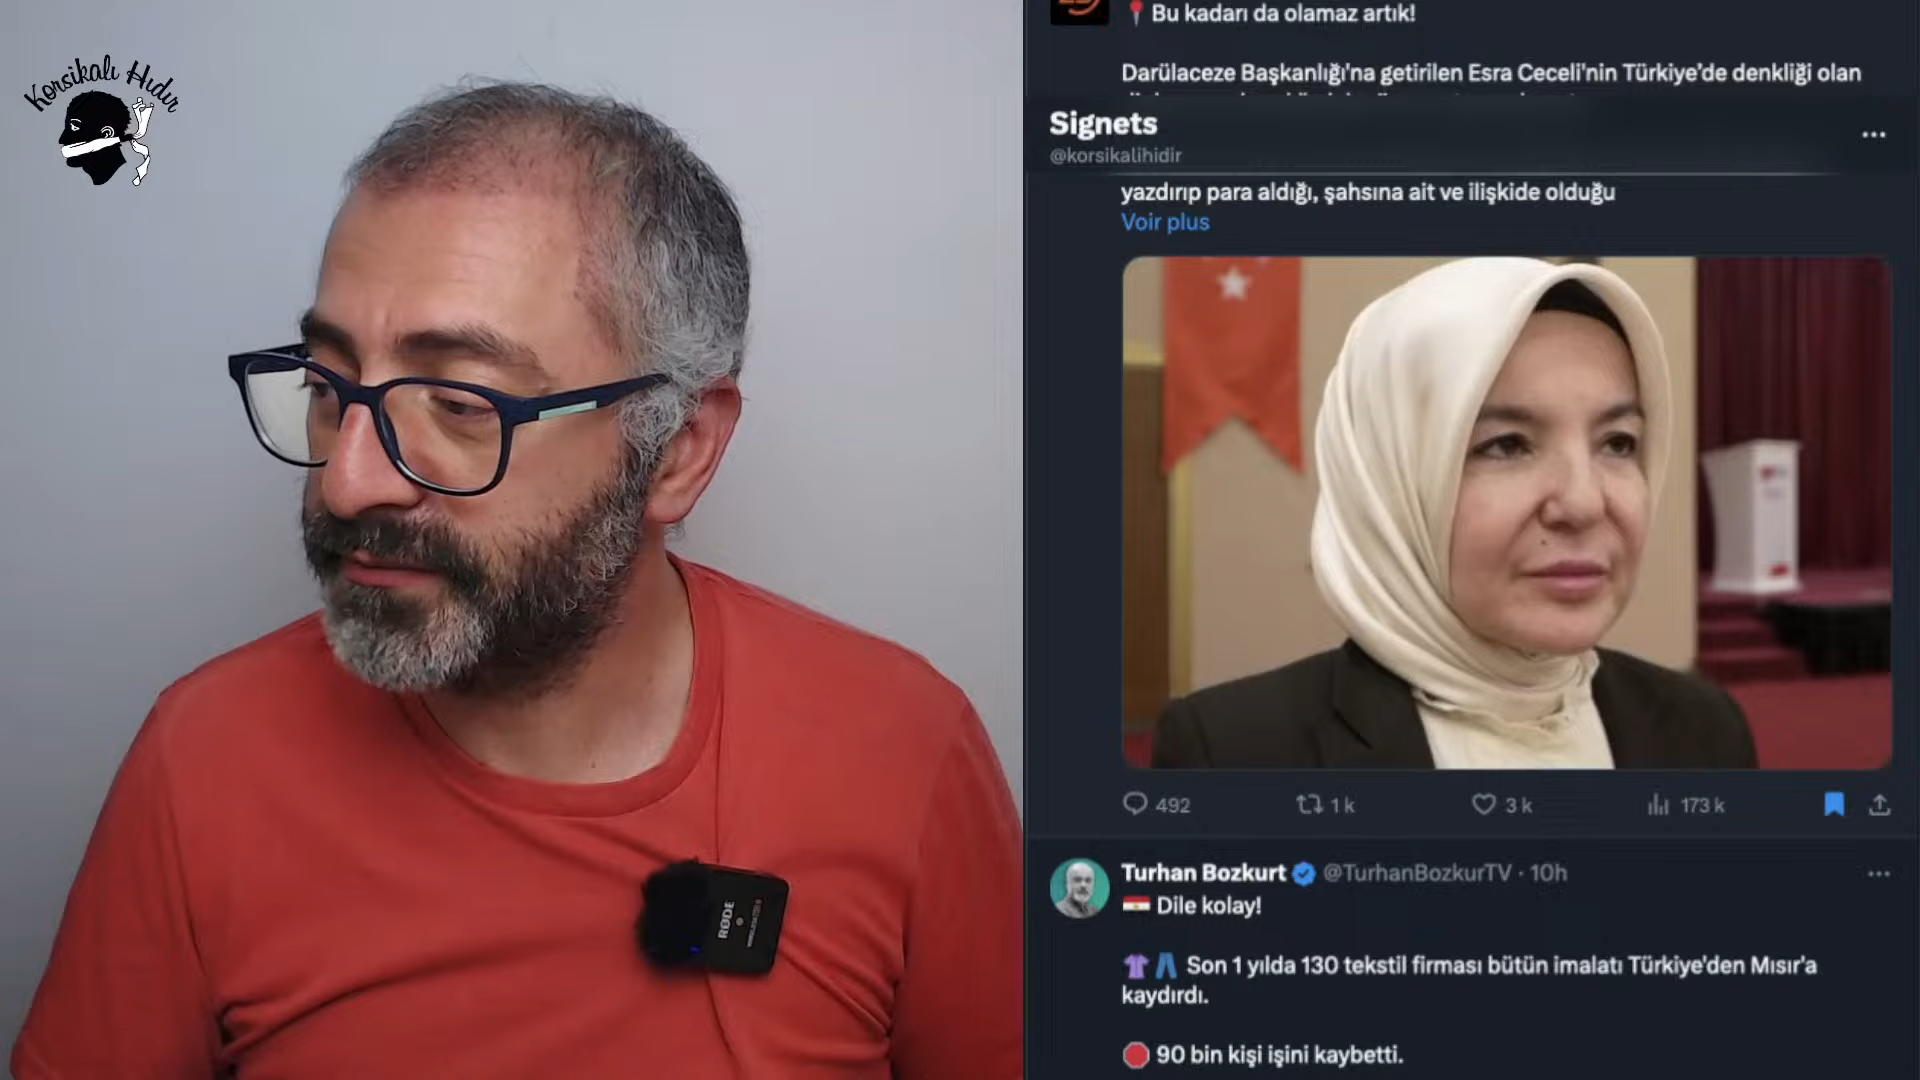 Korsikalı Hıdır
Bu kadarı da olamaz artık!
Darülaceze Başkanlığı'na getirilen Esra Ceceli'nin Türkiye'de denkliği olan
Signets
@korsikalihidir
yazdırıp para aldığı, şahsına ait ve ilişkide olduğu
Voir plus
492
1 k
3 k
173 k
Turhan Bozkurt @TurhanBozkurTV · 10h
Dile kolay!
Son 1 yılda 130 tekstil firması bütün imalatı Türkiye'den Mısır'a
kaydırdı.
90 bin kişi işini kaybetti.
RØDE